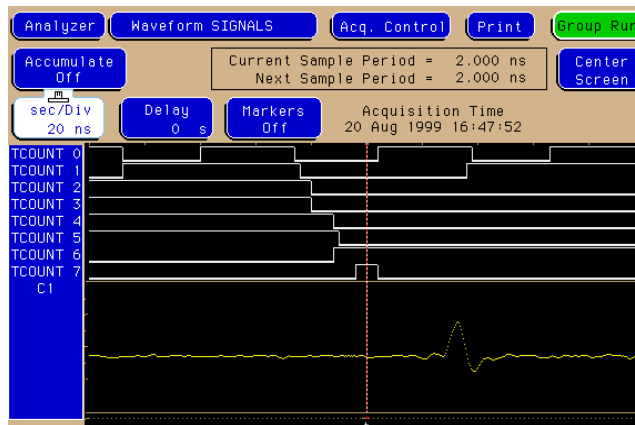 Analyzer Waveform SIGNALS Acq. Control Print Group Run
Accumulate Off
Current Sample Period = 2.000 ns
Next Sample Period = 2.000 ns
Center Screen
sec/Div 20 ns
Delay 0 s
Markers Off
Acquisition Time
20 Aug 1999 16:47:52
TCOUNT 0
TCOUNT 1
TCOUNT 2
TCOUNT 3
TCOUNT 4
TCOUNT 5
TCOUNT 6
TCOUNT 7
C1